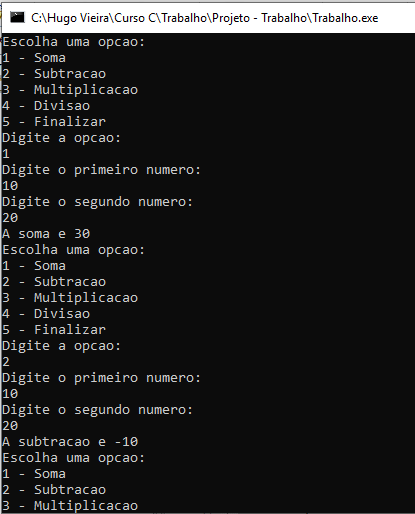 C:\Hugo Vieira\Curso C\Trabalho\Projeto - Trabalho\Trabalho.exe
Escolha uma opcao:
1 - Soma
2 - Subtracao
3 - Multiplicacao
4 - Divisao
5 - Finalizar
Digite a opcao:
1
Digite o primeiro numero:
10
Digite o segundo numero:
20
A soma e 30
Escolha uma opcao:
1 - Soma
2 - Subtracao
3 - Multiplicacao
4 - Divisao
5 - Finalizar
Digite a opcao:
2
Digite o primeiro numero:
10
Digite o segundo numero:
20
A subtracao e -10
Escolha uma opcao:
1 - Soma
2 - Subtracao
3 - Multiplicacao